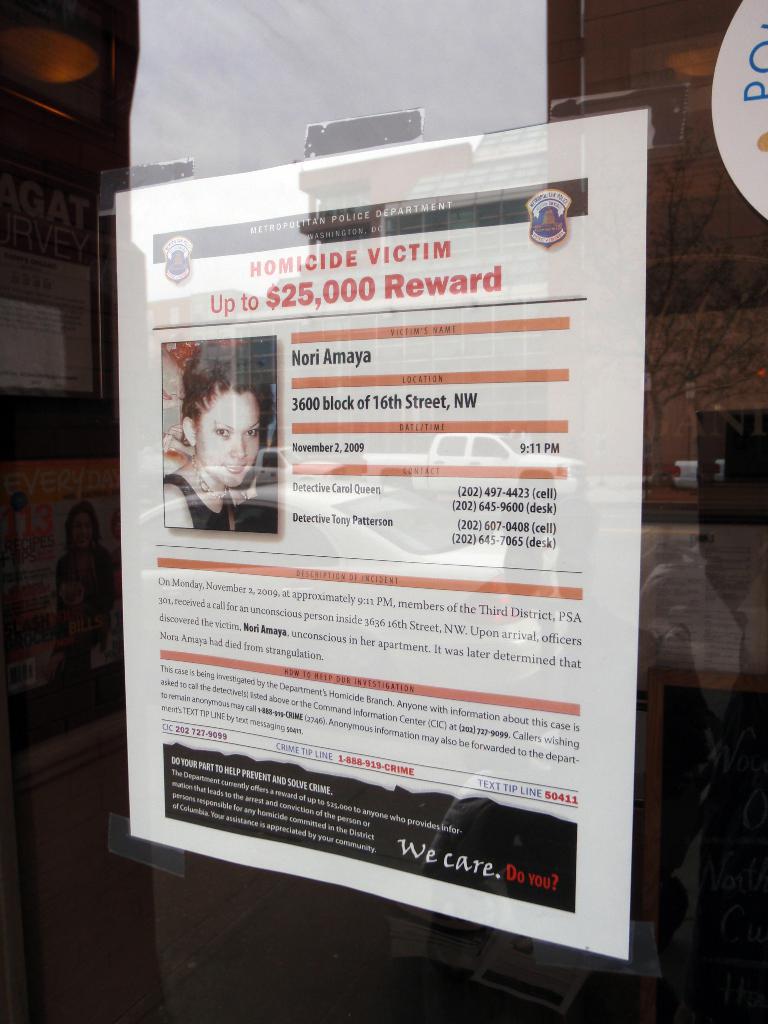 METROPOLITAN POLICE DEPARTMENT
WASHINGTON, DC
HOMICIDE VICTIM
Up to $25,000 Reward
VICTIM'S NAME
Nori Amaya
LOCATION
3600 block of 16th Street, NW
DATE/TIME
November 2, 2009 9:11 PM
CONTACT
Detective Carol Queen (202) 497-4423 (cell)
(202) 645-9600 (desk)
Detective Tony Patterson (202) 607-0408 (cell)
(202) 645-7065 (desk)
DESCRIPTION OF INCIDENT
On Monday, November 2, 2009, at approximately 9:11 PM, members of the Third District, PSA
301, received a call for an unconscious person inside 3636 16th Street, NW. Upon arrival, officers
discovered the victim, Nori Amaya, unconscious in her apartment. It was later determined that
Nora Amaya had died from strangulation.
HOW TO HELP OUR INVESTIGATION
This case is being investigated by the Department's Homicide Branch. Anyone with information about this case is
asked to call the detective(s) listed above or the Command Information Center (CIC) at (202) 727-9099. Callers wishing
to remain anonymous may call 1-888-919-CRIME (2746). Anonymous information may also be forwarded to the depart-
ment's TEXT TIP LINE by text messaging 50411.
CIC 202 727-9099 CRIME TIP LINE 1-888-919-CRIME TEXT TIP LINE 50411
DO YOUR PART TO HELP PREVENT AND SOLVE CRIME.
The Department currently offers a reward of up to $25,000 to anyone who provides infor-
mation that leads to the arrest and conviction of the person or
persons responsible for any homicide committed in the District
of Columbia. Your assistance is appreciated by your community.
We care. Do you?
AGAT
URVEY
EVERYDAY
113
RECIPES
TIPS
BILLS
PO